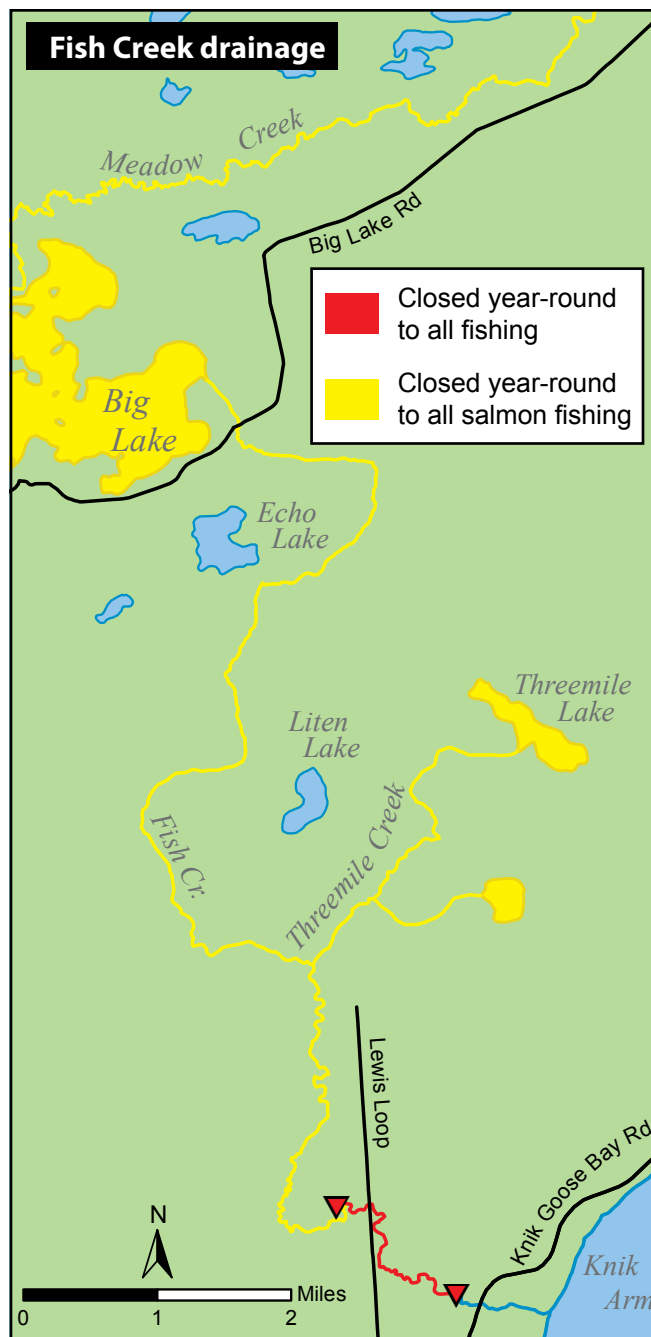 Fish Creek drainage
Meadow Creek
Big Lake Rd
Closed year-round
to all fishing
Closed year-round
to all salmon fishing
Big
Lake
Echo
Lake
Threemile
Lake
Liten
Lake
Fish Cr.
Threemile Creek
Lewis Loop
Knik Goose Bay Rd
Knik
Arm
N
Miles
0 1 2